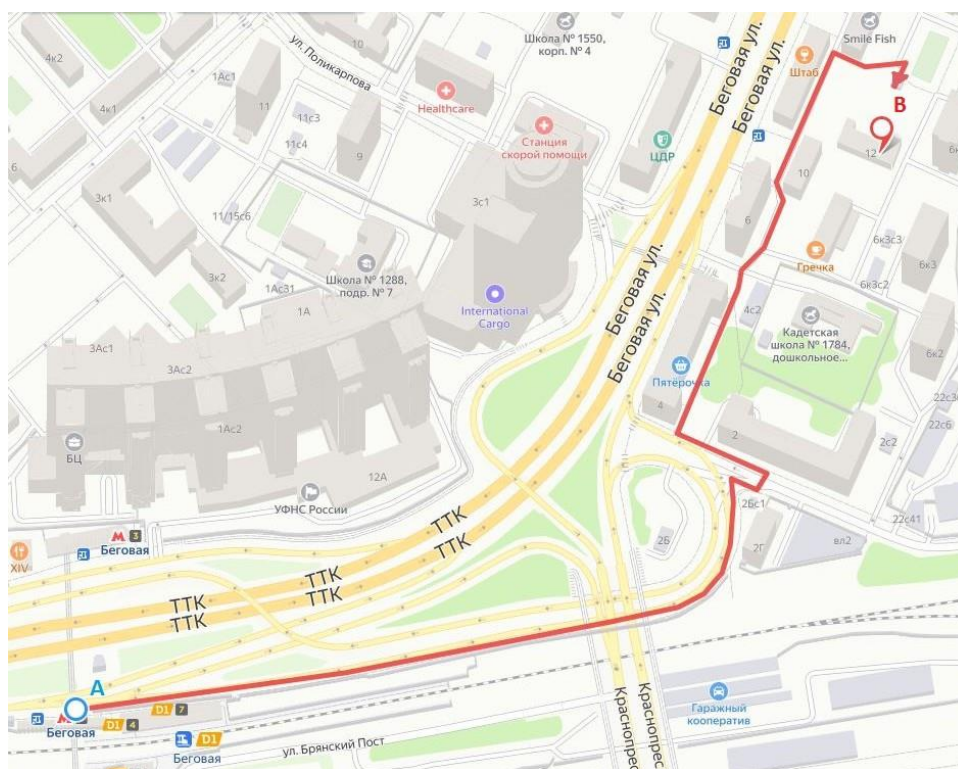 4к2
10
ул. Поликарпова
Школа № 1550,
корп. № 4
Smile Fish
Штаб
1Ас1
4к1
11
11с3
11с4
9
Healthcare
Станция
скорой помощи
ЦДР
Беговая ул.
Беговая ул.
B
12
6
3к1
3с1
11/15с6
10
6
3к2
1Ас31
Школа № 1288,
подр. № 7
1А
International
Cargo
Беговая ул.
Беговая ул.
Гречка
6к3с3
6к3
6к3с2
4с2
Кадетская
школа № 1784,
дошкольное...
6к2
3Ас1
3Ас2
1Ас2
Пятёрочка
4
2
2с2
22с6
БЦ
12А
УФНС России
ТТК
ТТК
2Б
2Бс1
2Г
вл2
22с41
М 3
Беговая
XIV
ТТК
ТТК
ТТК
ТТК
A
D1 7
D1 4
Беговая
D1
Беговая
ул. Брянский Пост
Краснопрес
Краснопрес
Гаражный
кооператив